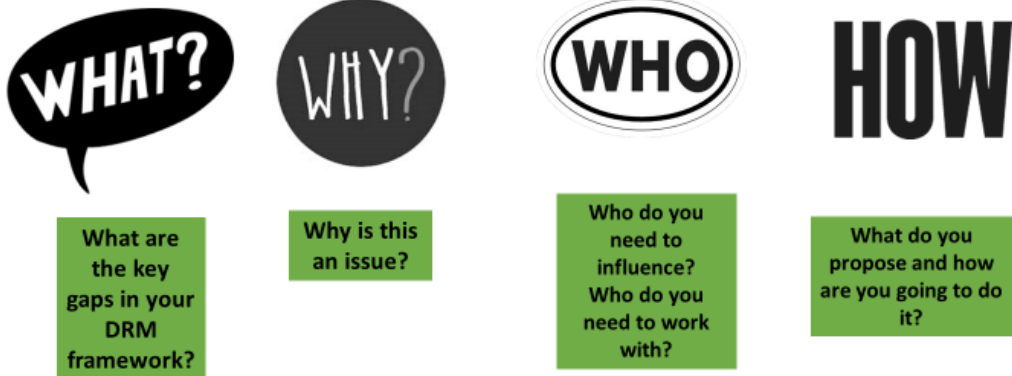 WHAT?
WHY?
WHO
HOW
What are
the key
gaps in your
DRM
framework?
Why is this
an issue?
Who do you
need to
influence?
Who do you
need to work
with?
What do you
propose and how
are you going to do
it?